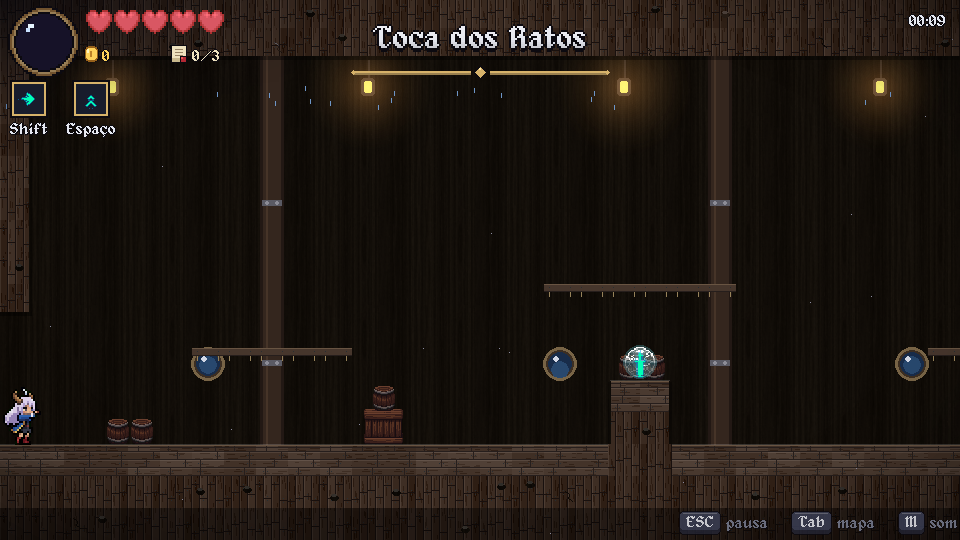 Toca dos Ratos
00:09
0
0/3
Shift
Espaço
ESC pausa
Tab mapa
M som